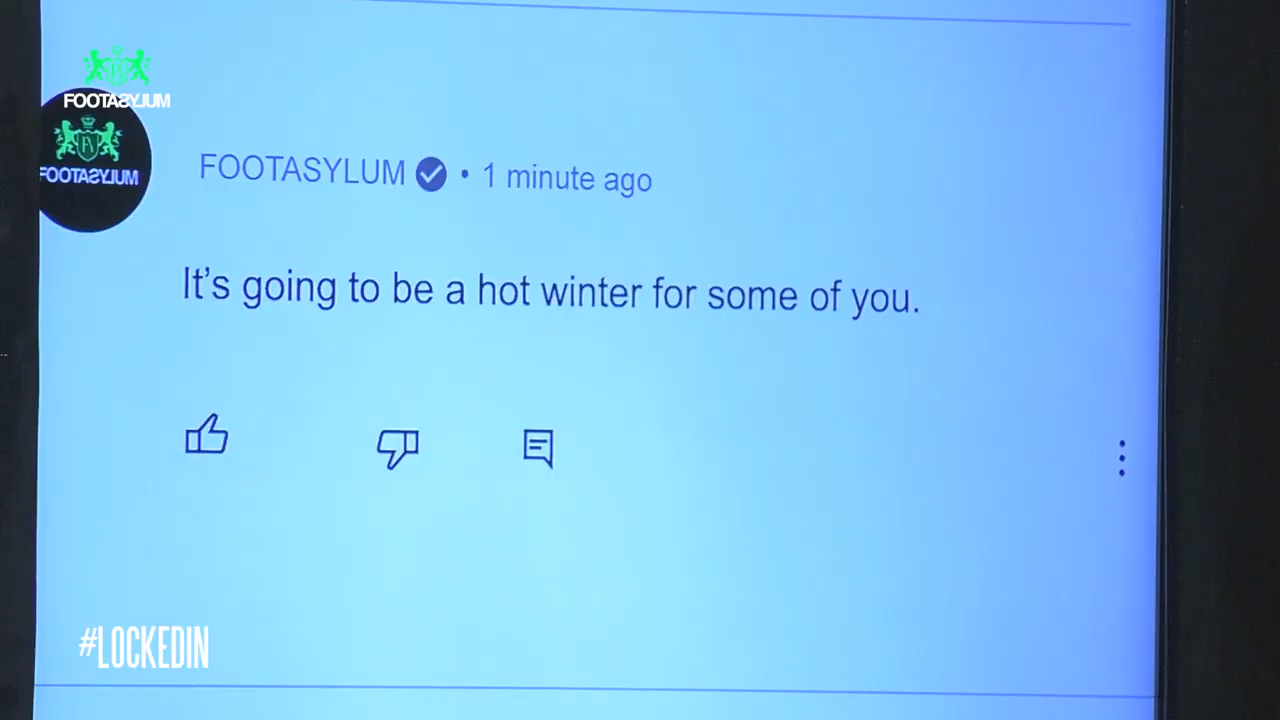 FOOTASYLUM
FOOTASYLUM
FOOTASYLUM • 1 minute ago
It's going to be a hot winter for some of you.
#LOCKEDIN